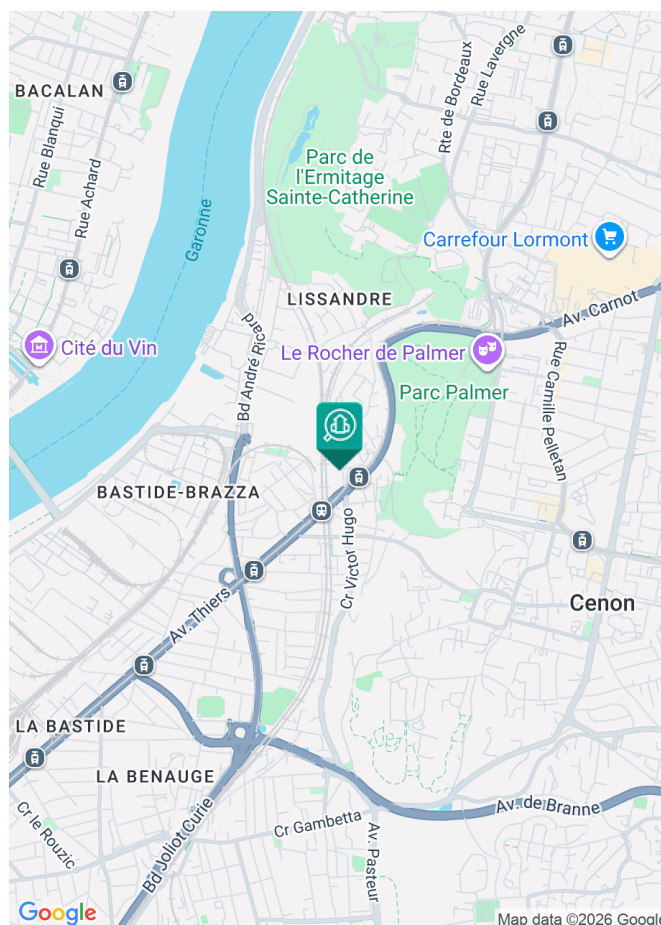 BACALAN
Rue Blanqui
Rue Achard
Garonne
Rte de Bordeaux
Rue Lavergne
Parc de
l'Ermitage
Sainte-Catherine
Carrefour Lormont
LISSANDRE
Av. Carnot
Cité du Vin
Bd André Ricard
Le Rocher de Palmer
Parc Palmer
Rue Camille Pelletan
BASTIDE-BRAZZA
Cr Victor Hugo
Av. Thiers
Cenon
LA BASTIDE
LA BENAUGE
Av. de Branne
Cr le Rouzic
Bd Joliot Curie
Cr Gambetta
Av. Pasteur
Google
Map data ©2026 Google